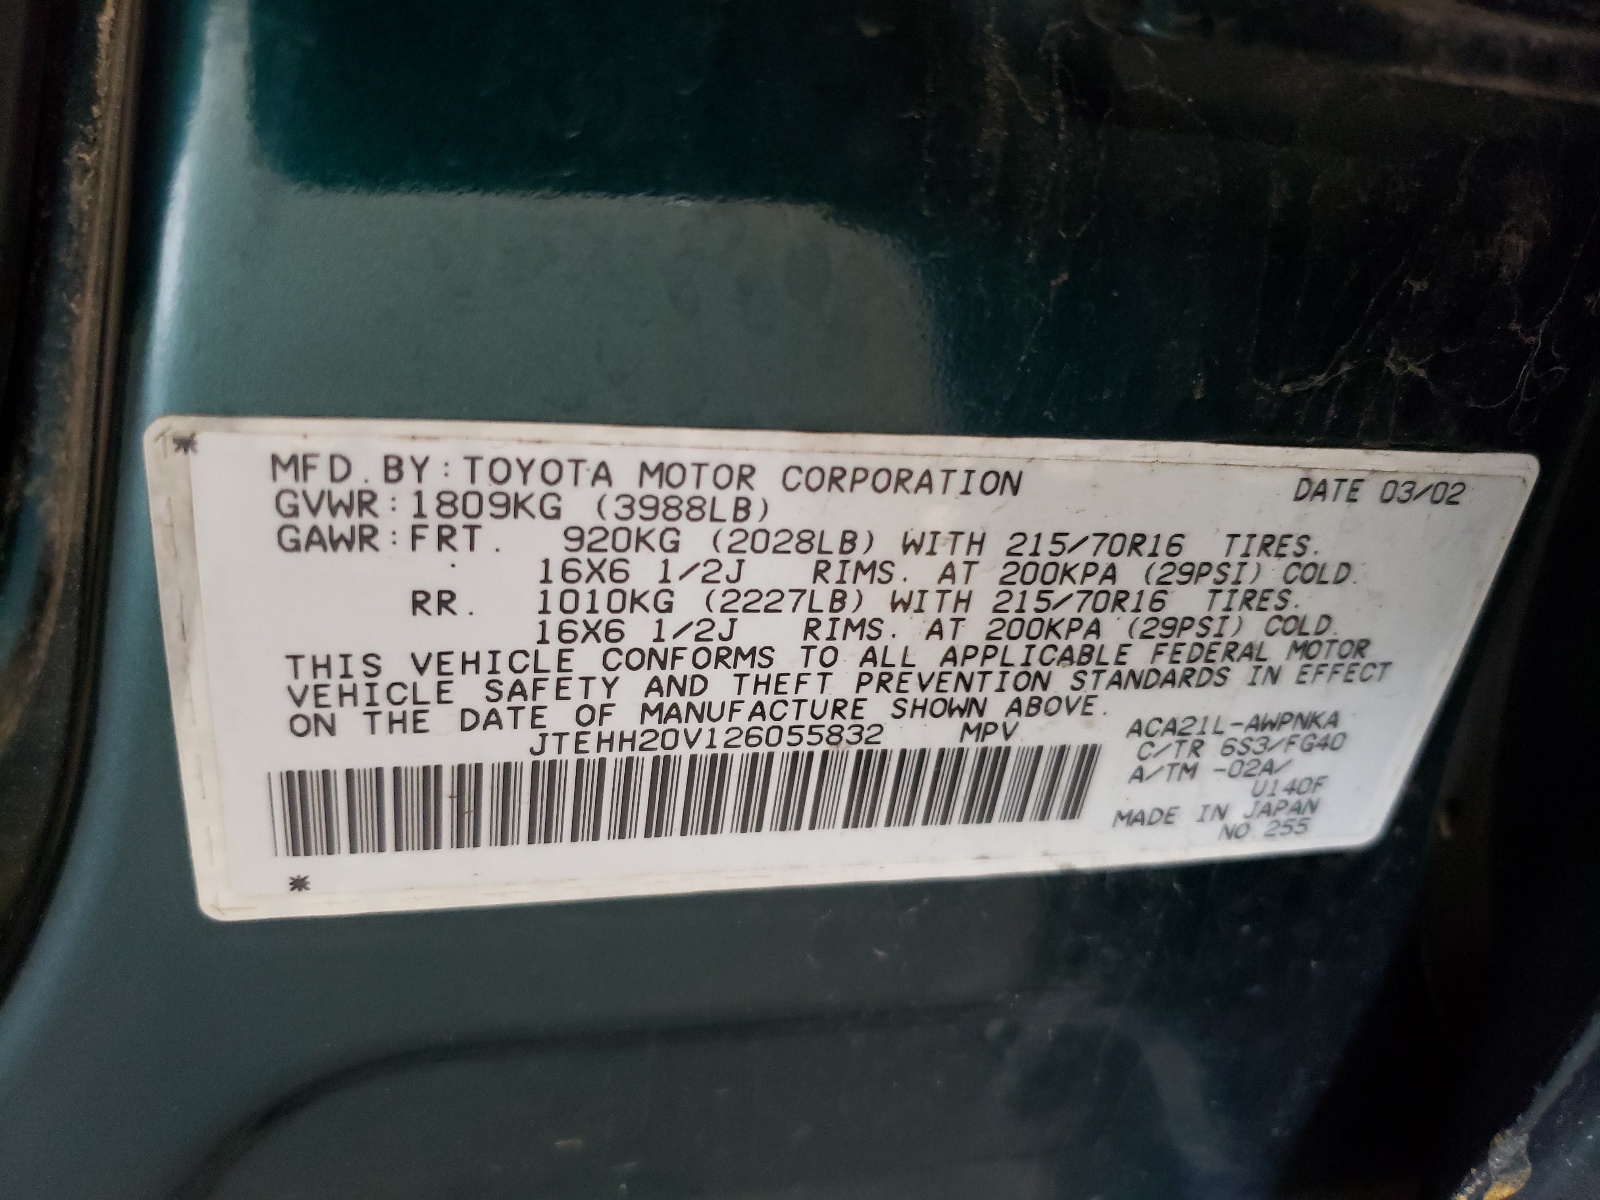 MFD. BY: TOYOTA MOTOR CORPORATION DATE 03/02
GVWR: 1809KG (3988LB)
GAWR: FRT. 920KG (2028LB) WITH 215/70R16 TIRES.
16X6 1/2J RIMS. AT 200KPA (29PSI) COLD.
RR. 1010KG (2227LB) WITH 215/70R16 TIRES.
16X6 1/2J RIMS. AT 200KPA (29PSI) COLD.
THIS VEHICLE CONFORMS TO ALL APPLICABLE FEDERAL MOTOR
VEHICLE SAFETY AND THEFT PREVENTION STANDARDS IN EFFECT
ON THE DATE OF MANUFACTURE SHOWN ABOVE.
JTEHH20V126055832 MPV
ACA21L-AWPNKA
C/TR 6S3/FG40
A/TM -02A/
U140F
MADE IN JAPAN
NO 255